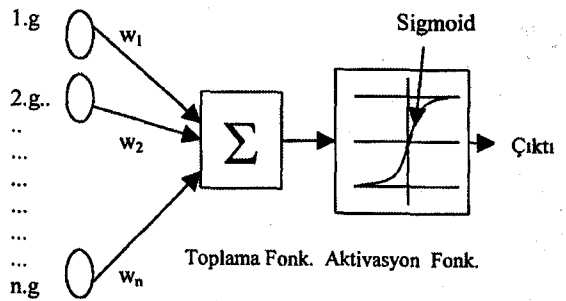 1.g
w1
Sigmoid
2.g..
..
w2
Σ
Çıktı
...
...
...
...
...
n.g
wn
Toplama Fonk. Aktivasyon Fonk.